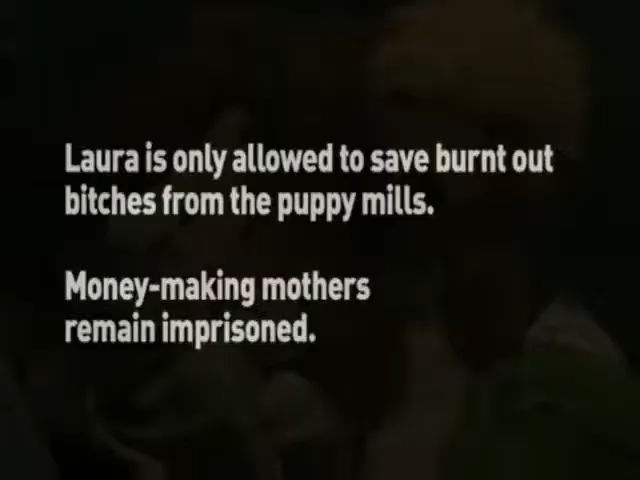 Laura is only allowed to save burnt out
bitches from the puppy mills.
Money-making mothers
remain imprisoned.